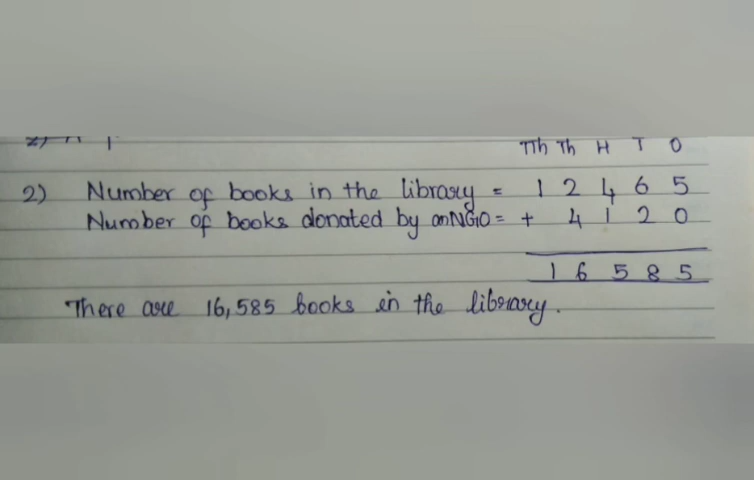 TTh Th H T O
2) Number of books in the library = 1 2 4 6 5
Number of books donated by an NGO = + 4 1 2 0
1 6 5 8 5
There are 16,585 books in the library.